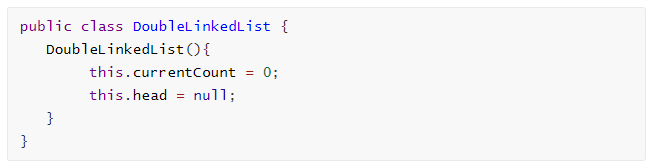 public class DoubleLinkedList {
   DoubleLinkedList(){
        this.currentCount = 0;
        this.head = null;
   }
}